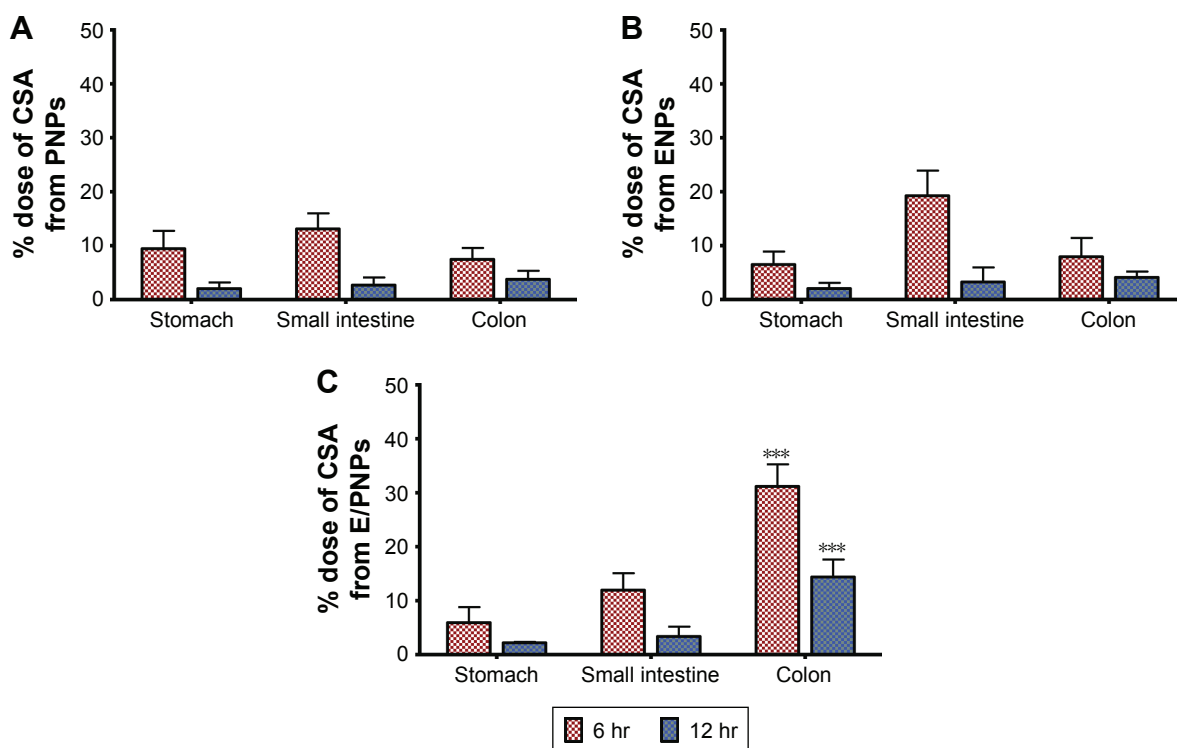 A
% dose of CSA
from PNPs
50
40
30
20
10
0
Stomach
Small intestine
Colon
B
% dose of CSA
from ENPs
50
40
30
20
10
0
Stomach
Small intestine
Colon
C
% dose of CSA
from E/PNPs
50
40
30
20
10
0
***
***
Stomach
Small intestine
Colon
6 hr
12 hr